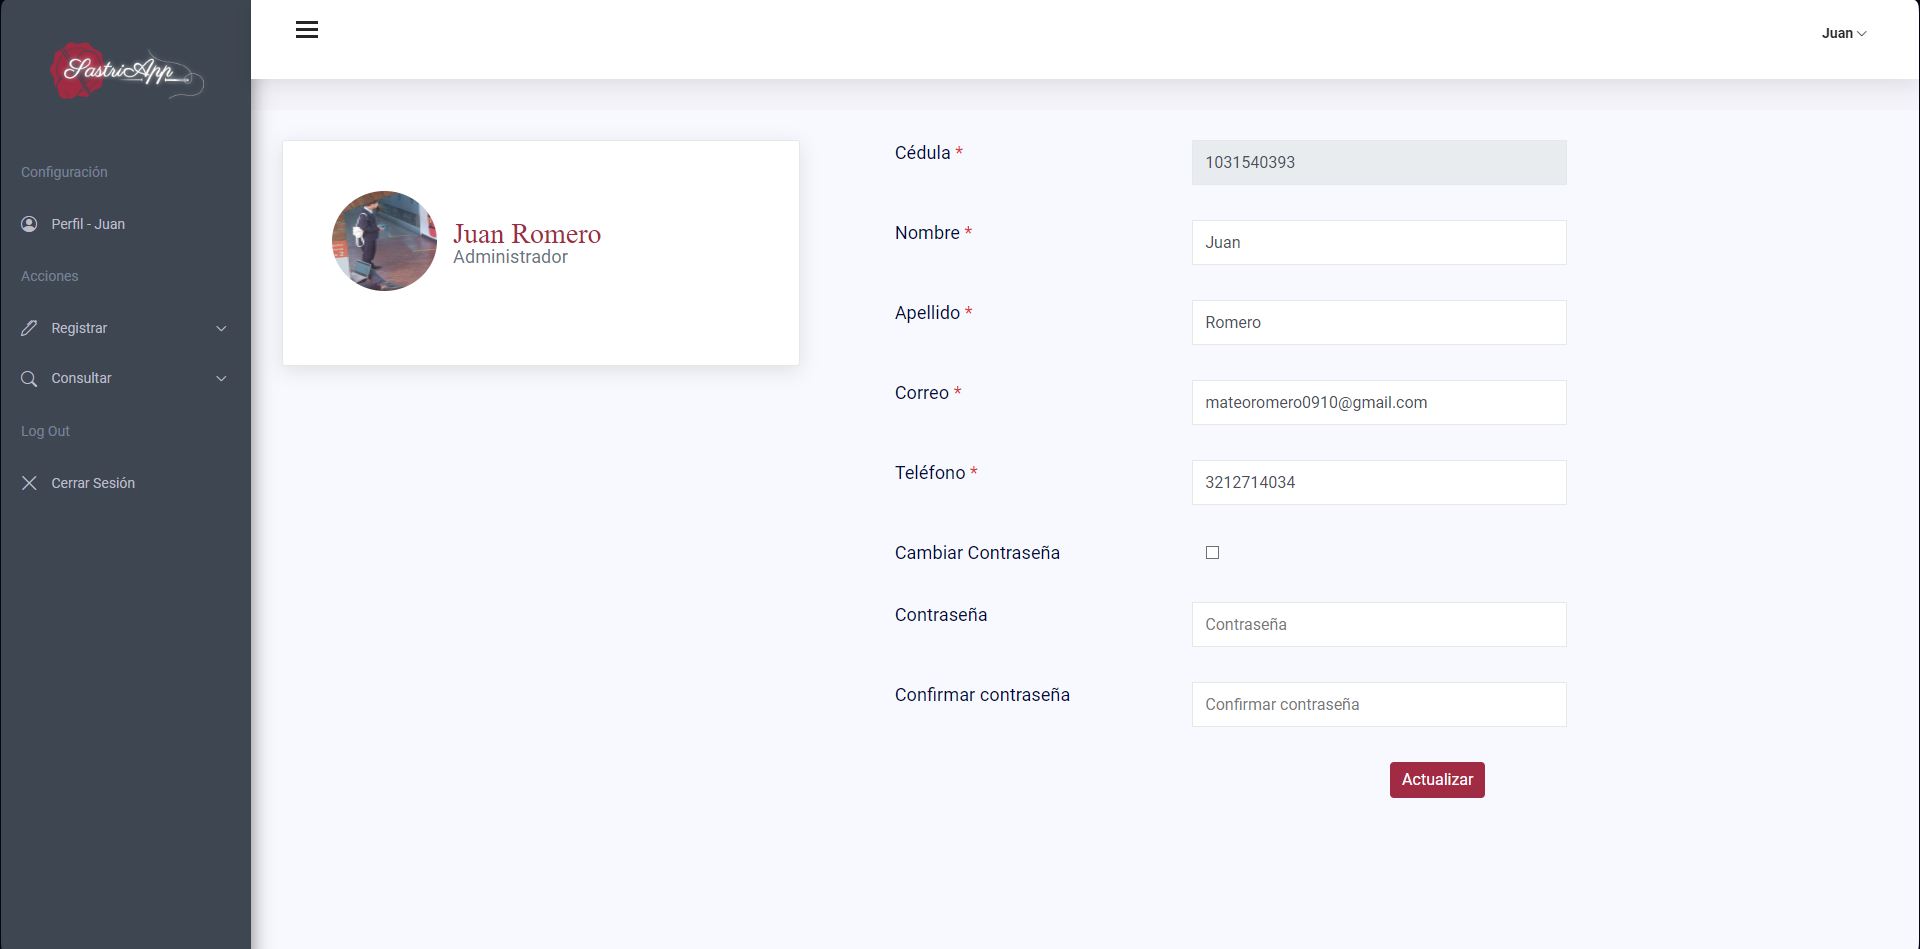 SastriApp
Juan
Configuración
Perfil - Juan
Acciones
Registrar
Consultar
Log Out
Cerrar Sesión
Juan Romero
Administrador
Cédula *
1031540393
Nombre *
Juan
Apellido *
Romero
Correo *
mateoromero0910@gmail.com
Teléfono *
3212714034
Cambiar Contraseña
Contraseña
Contraseña
Confirmar contraseña
Confirmar contraseña
Actualizar